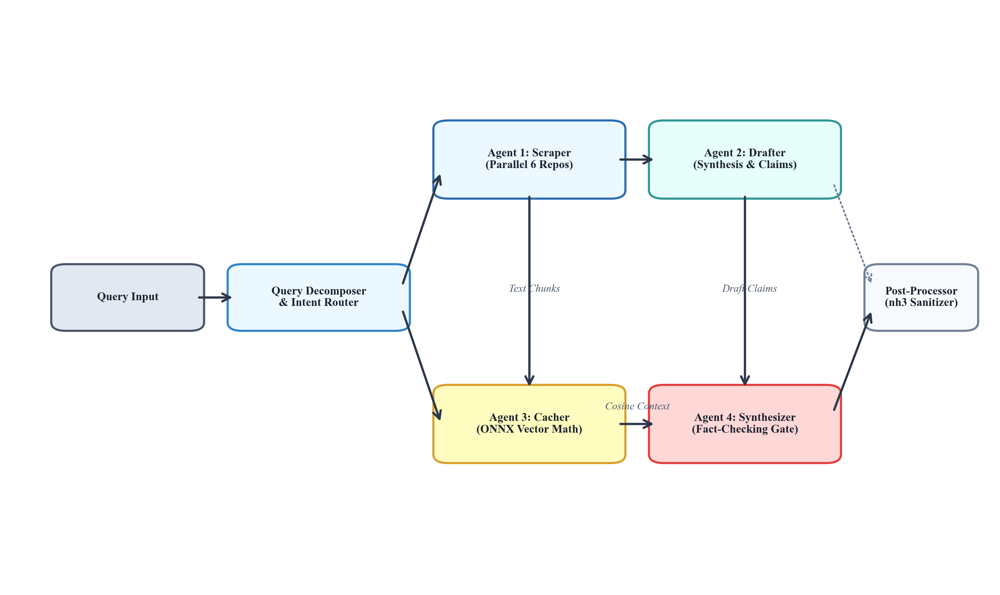 Agent 1: Scraper
(Parallel 6 Repos)
Agent 2: Drafter
(Synthesis & Claims)
Query Input
Query Decomposer
& Intent Router
Text Chunks
Draft Claims
Post-Processor
(nh3 Sanitizer)
Cosine Context
Agent 3: Cacher
(ONNX Vector Math)
Agent 4: Synthesizer
(Fact-Checking Gate)